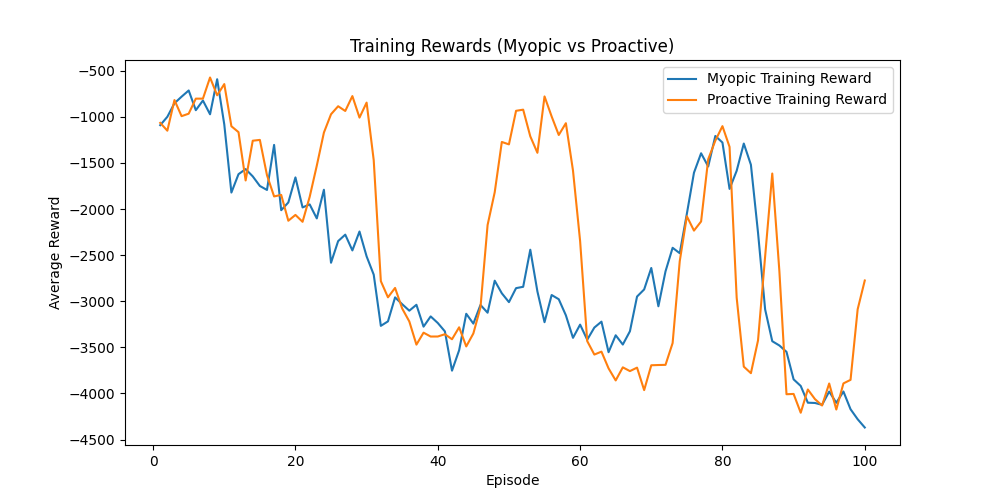 Training Rewards (Myopic vs Proactive)
Myopic Training Reward
Proactive Training Reward
Average Reward
−500
−1000
−1500
−2000
−2500
−3000
−3500
−4000
−4500
0 20 40 60 80 100
Episode